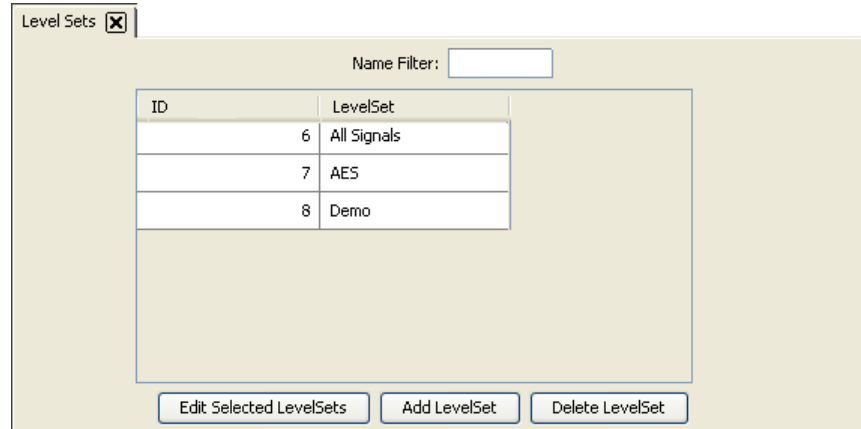 Level Sets
Name Filter:
ID LevelSet
6 All Signals
7 AES
8 Demo
Edit Selected LevelSets Add LevelSet Delete LevelSet